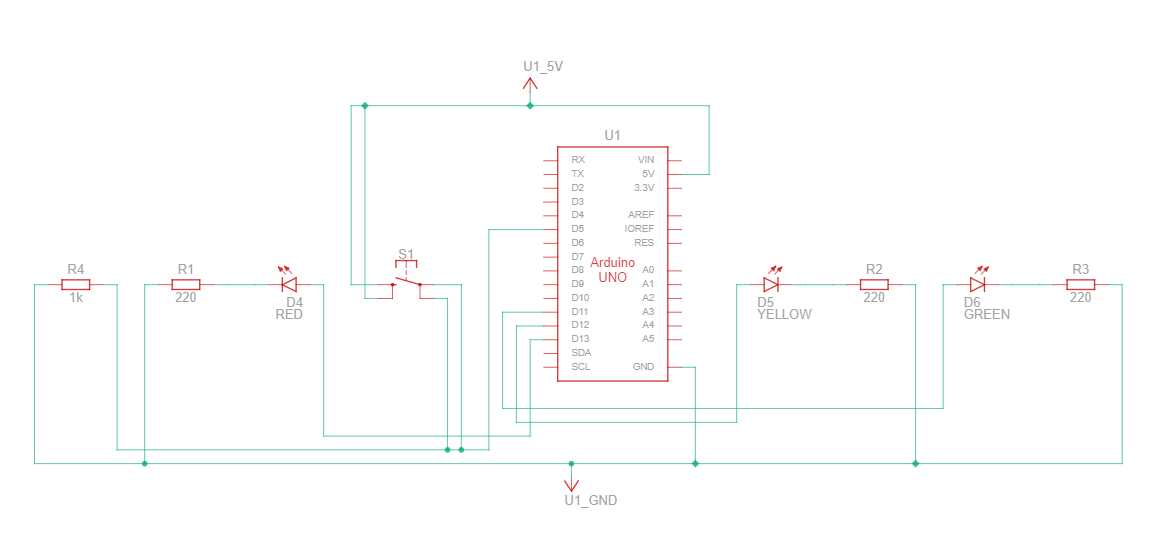 U1_5V
U1
RX VIN
TX 5V
D2 3.3V
D3
D4 AREF
D5 IOREF
D6 RES
D7
Arduino
UNO
D8 A0
D9 A1
D10 A2
D11 A3
D12 A4
D13 A5
SDA
SCL GND
S1
R4
1k
R1
220
D4
RED
D5
YELLOW
R2
220
D6
GREEN
R3
220
U1_GND